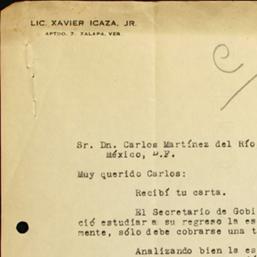 LIC. XAVIER ICAZA, JR.
APTDO. 7. XALAPA, VER.
Sr. Dn. Carlos Martínez del Río
México, D.F.
Muy querido Carlos:
Recibí tu carta.
El Secretario de Gobi
ció estudiar a su regreso la es
mente, sólo debe cobrarse una t
Analizando bien la es